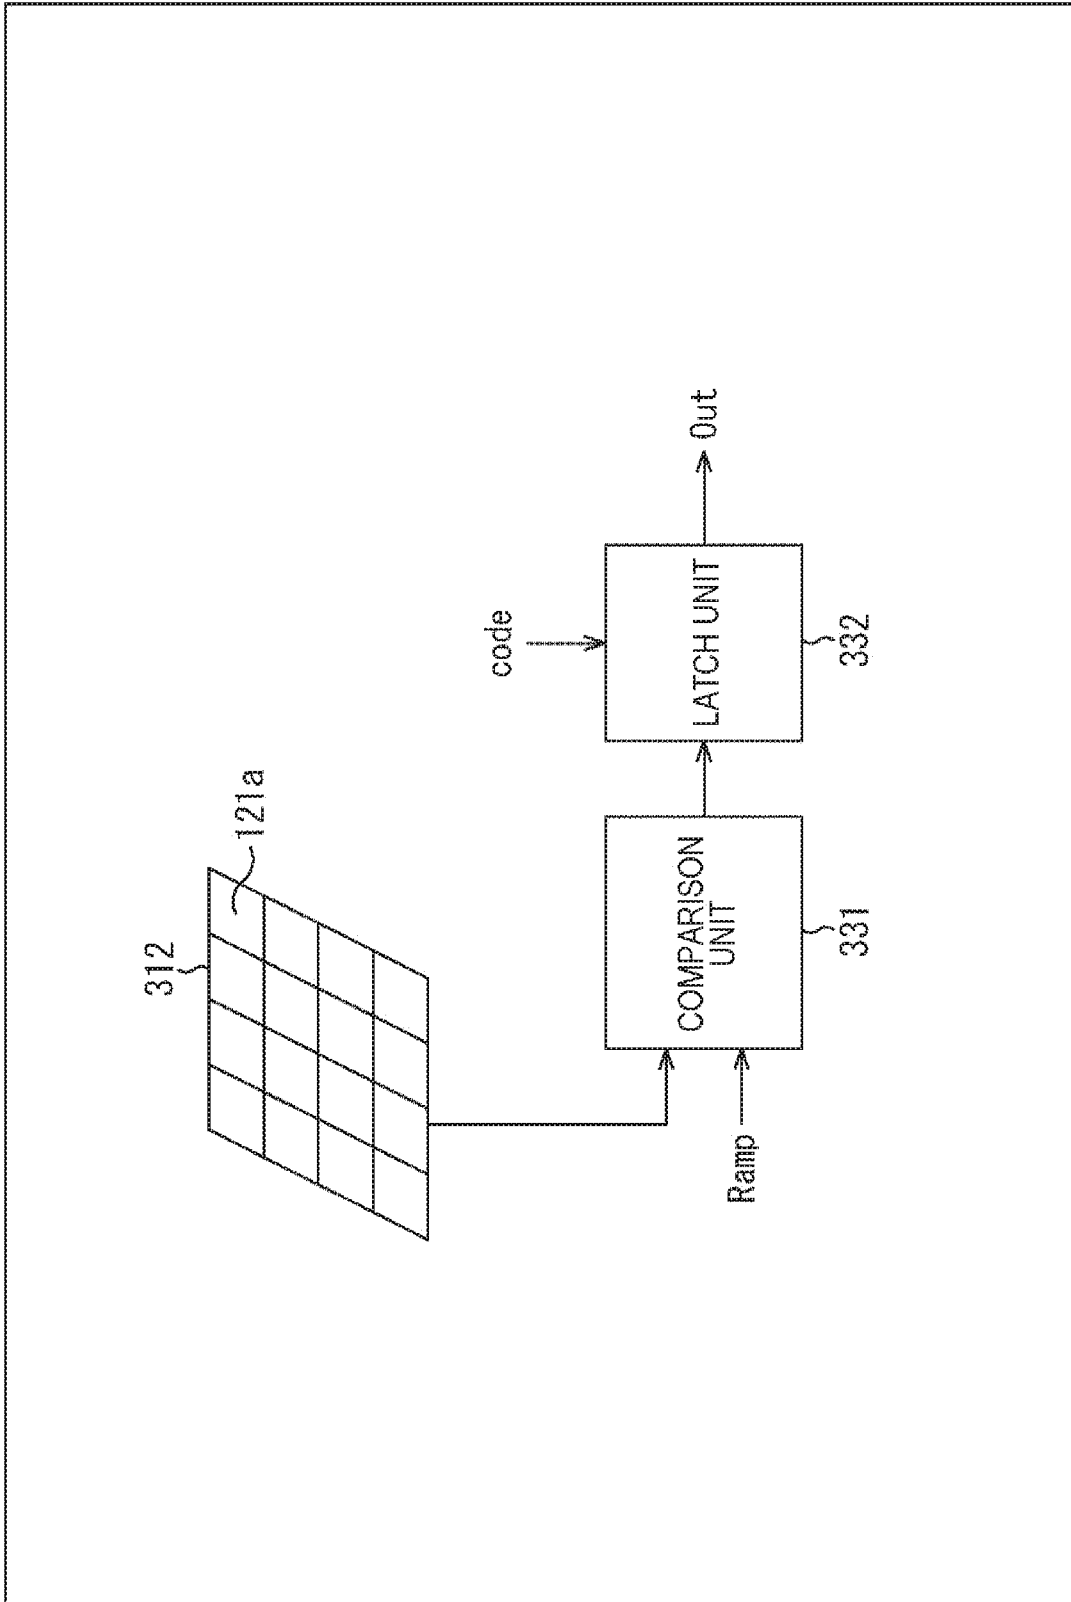 312
121a
code
Out
LATCH UNIT
332
COMPARISON
UNIT
331
Ramp